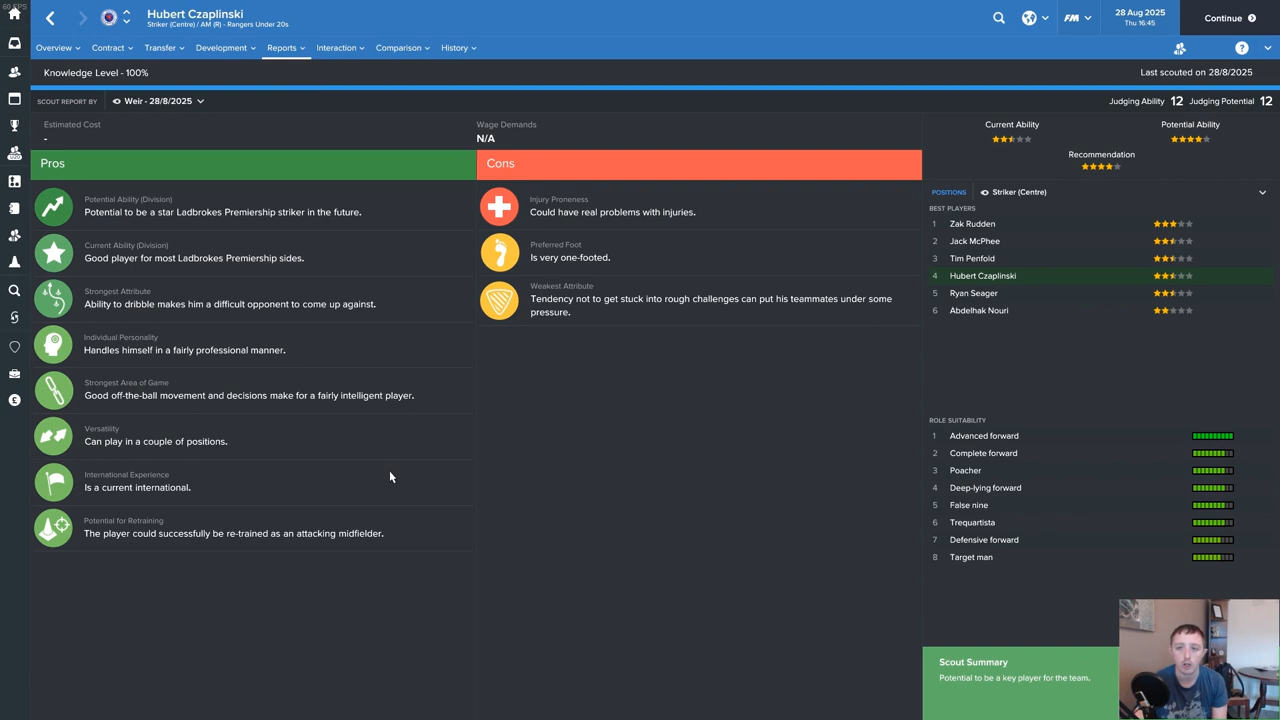 60 FPS
Hubert Czaplinski
Striker (Centre) / AM (R) - Rangers Under 20s
FM
28 Aug 2025
Thu 16:45
Continue
Overview
Contract
Transfer
Development
Reports
Interaction
Comparison
History
?
Knowledge Level - 100%
Last scouted on 28/8/2025
SCOUT REPORT BY
Weir - 28/8/2025
Judging Ability 12 Judging Potential 12
Estimated Cost
-
Wage Demands
N/A
Current Ability
Potential Ability
Recommendation
Pros
Potential Ability (Division)
Potential to be a star Ladbrokes Premiership striker in the future.
Current Ability (Division)
Good player for most Ladbrokes Premiership sides.
Strongest Attribute
Ability to dribble makes him a difficult opponent to come up against.
Individual Personality
Handles himself in a fairly professional manner.
Strongest Area of Game
Good off-the-ball movement and decisions make for a fairly intelligent player.
Versatility
Can play in a couple of positions.
International Experience
Is a current international.
Potential for Retraining
The player could successfully be re-trained as an attacking midfielder.
Cons
Injury Proneness
Could have real problems with injuries.
Preferred Foot
Is very one-footed.
Weakest Attribute
Tendency not to get stuck into rough challenges can put his teammates under some
pressure.
POSITIONS
Striker (Centre)
BEST PLAYERS
1 Zak Rudden
2 Jack McPhee
3 Tim Penfold
4 Hubert Czaplinski
5 Ryan Seager
6 Abdelhak Nouri
ROLE SUITABILITY
1 Advanced forward
2 Complete forward
3 Poacher
4 Deep-lying forward
5 False nine
6 Trequartista
7 Defensive forward
8 Target man
Scout Summary
Potential to be a key player for the team.